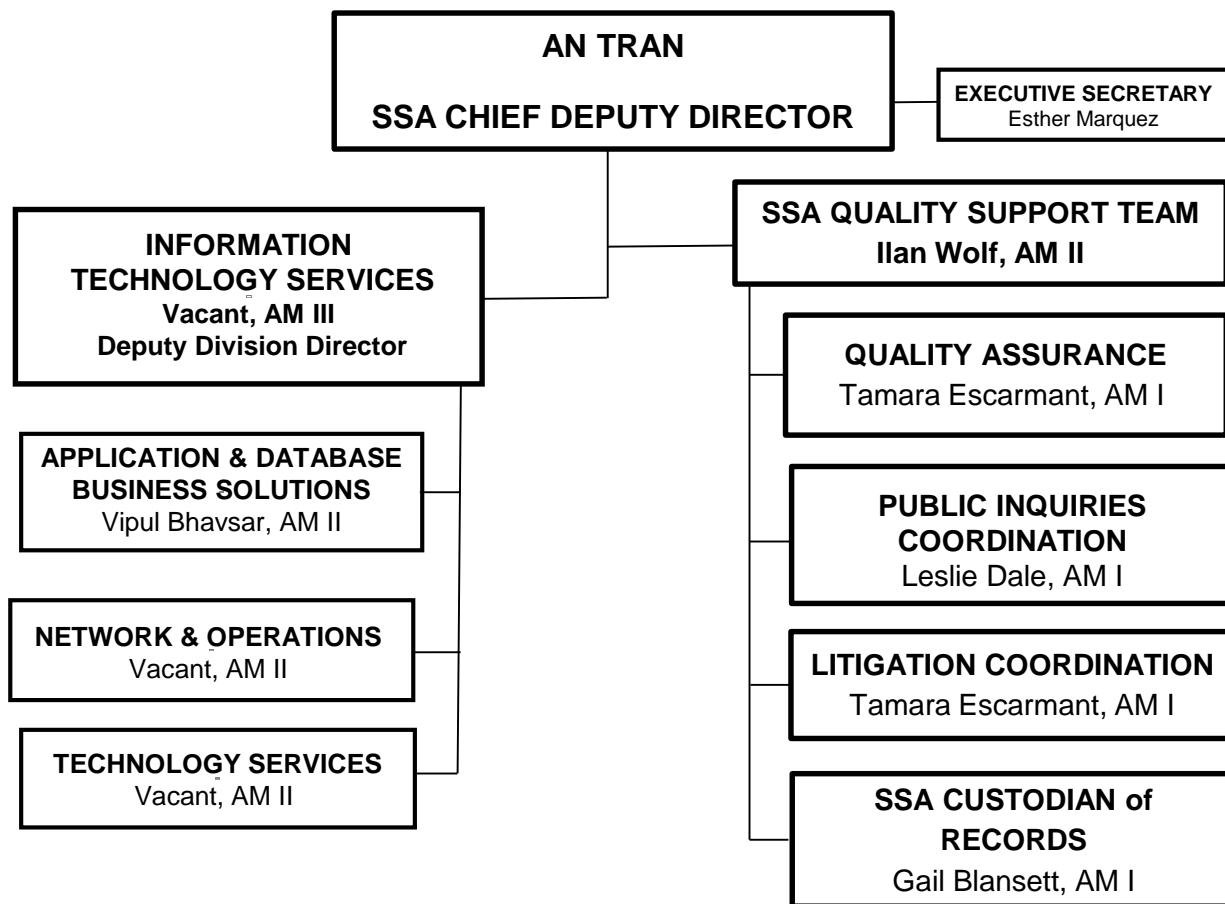 AN TRAN
SSA CHIEF DEPUTY DIRECTOR
EXECUTIVE SECRETARY
Esther Marquez
INFORMATION
TECHNOLOGY SERVICES
Vacant, AM III
Deputy Division Director
APPLICATION & DATABASE
BUSINESS SOLUTIONS
Vipul Bhavsar, AM II
NETWORK & OPERATIONS
Vacant, AM II
TECHNOLOGY SERVICES
Vacant, AM II
SSA QUALITY SUPPORT TEAM
Ilan Wolf, AM II
QUALITY ASSURANCE
Tamara Escarmant, AM I
PUBLIC INQUIRIES
COORDINATION
Leslie Dale, AM I
LITIGATION COORDINATION
Tamara Escarmant, AM I
SSA CUSTODIAN of
RECORDS
Gail Blansett, AM I